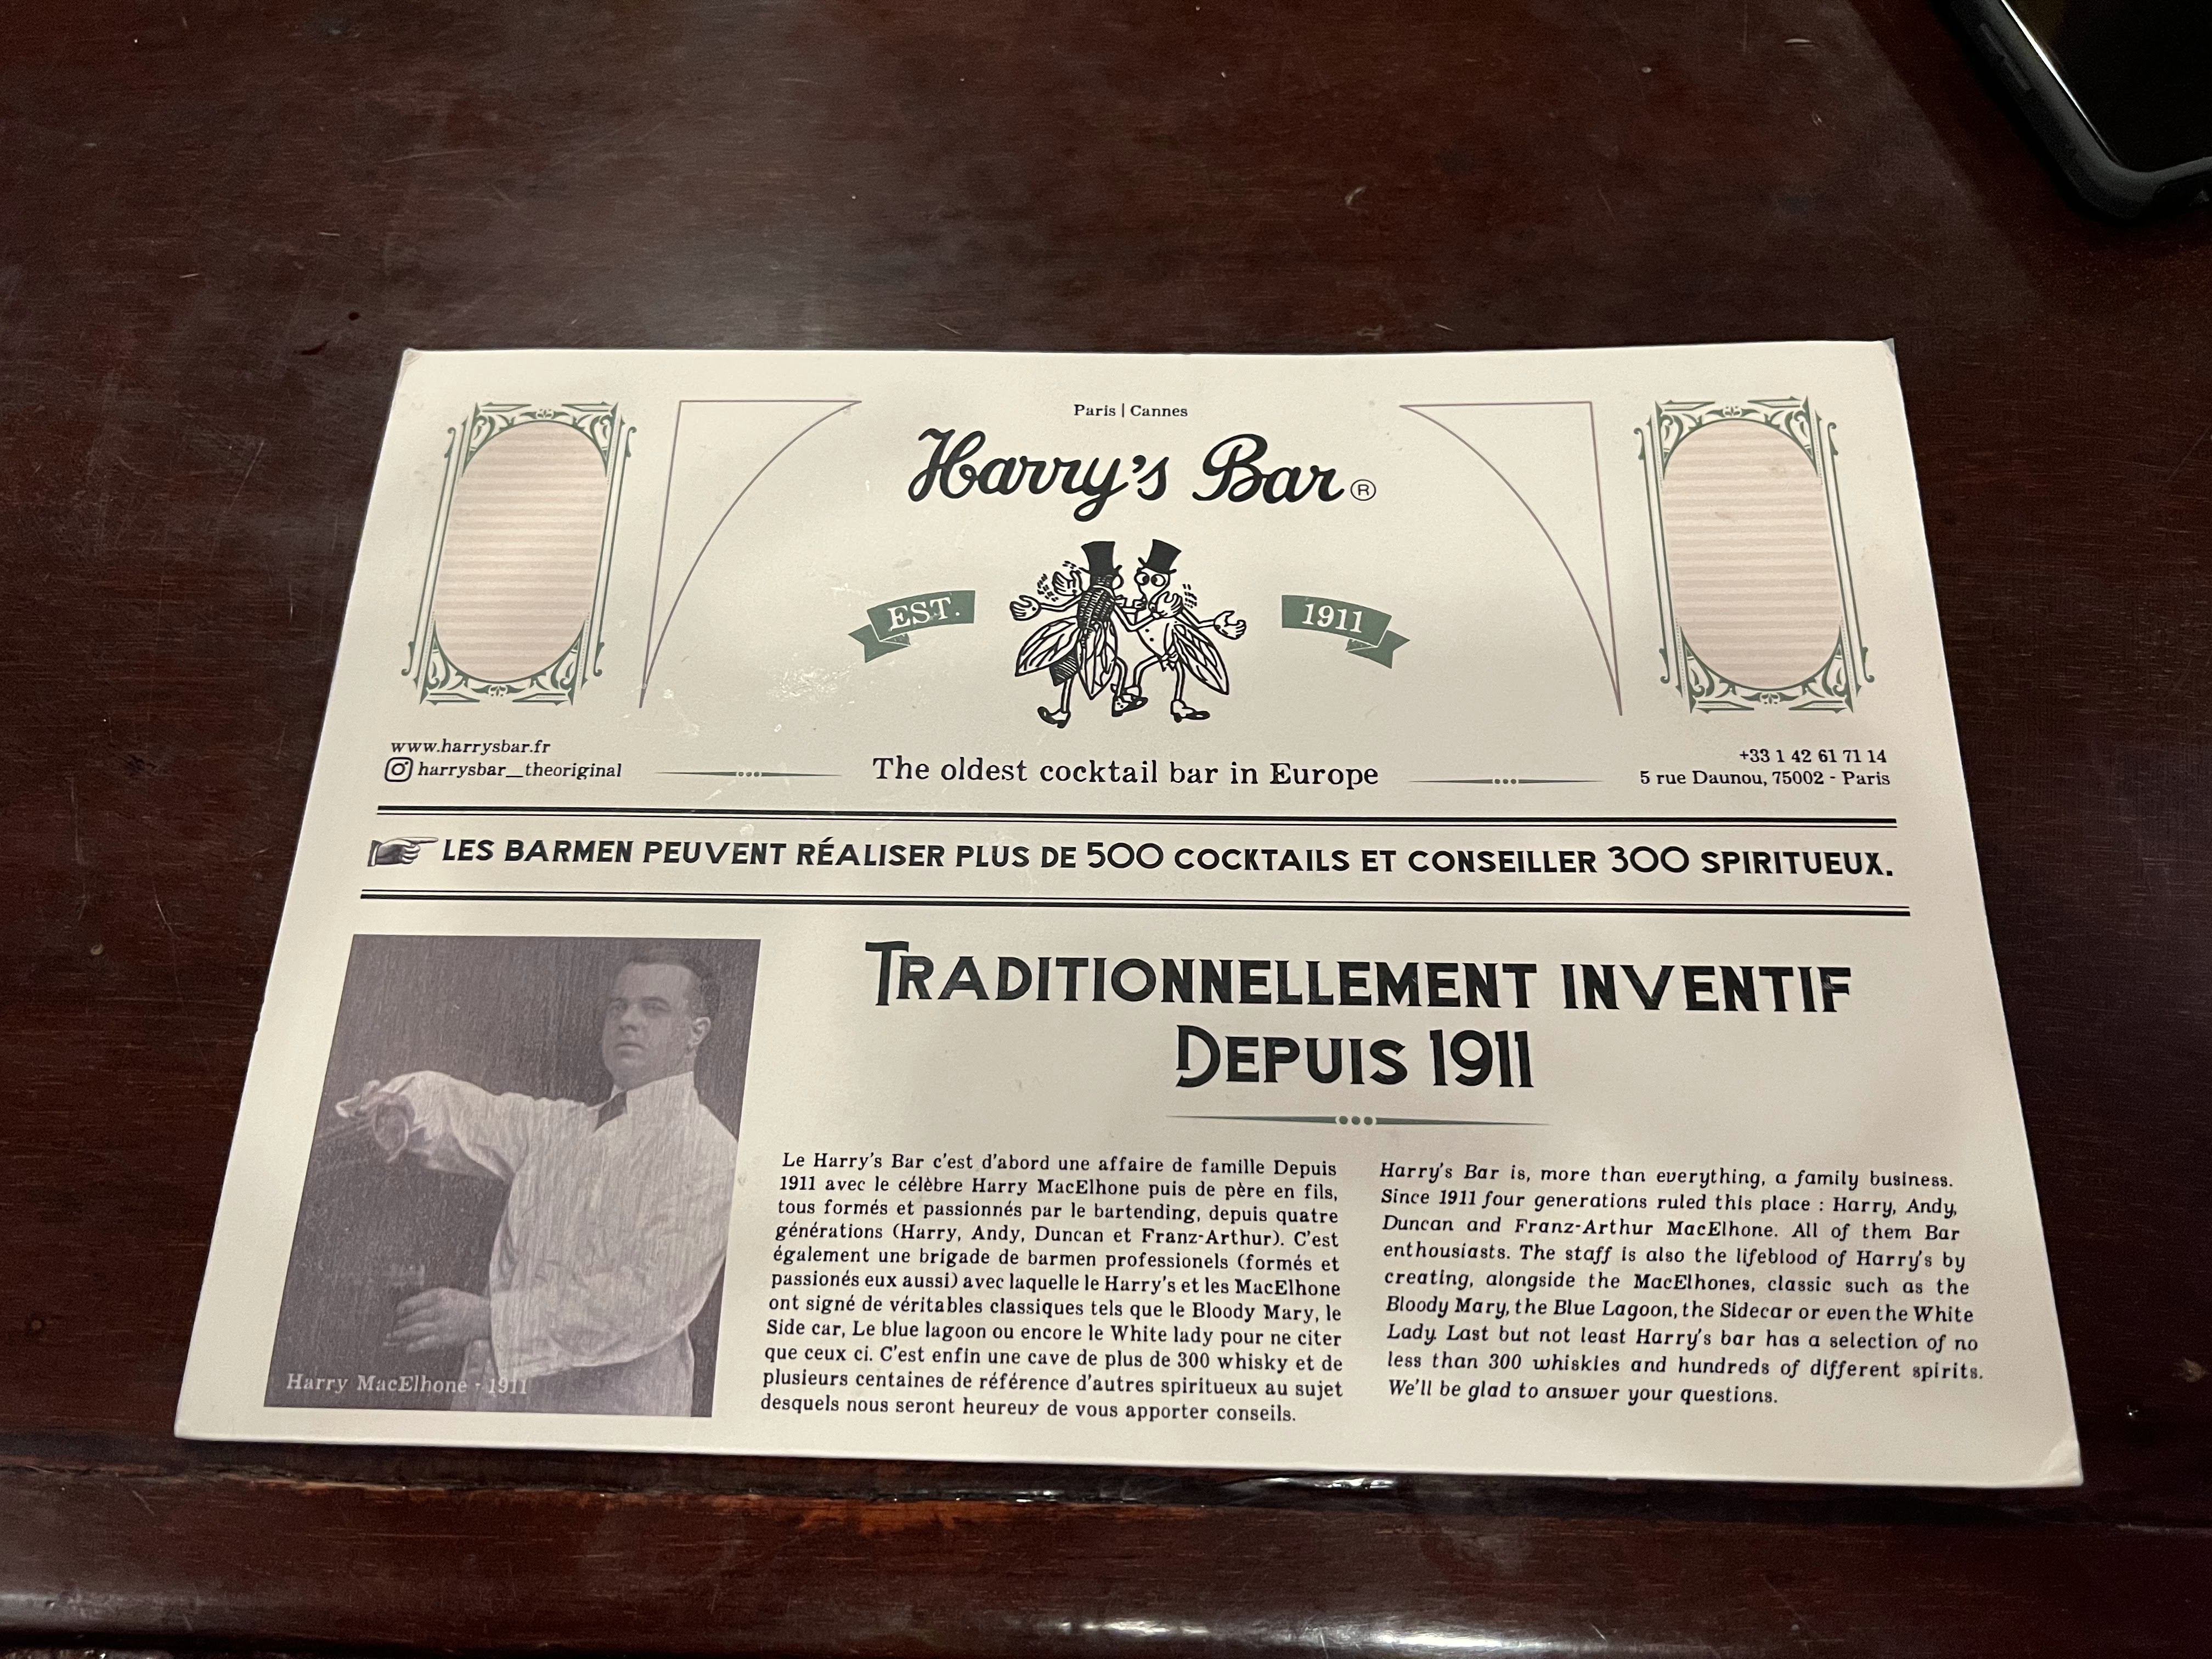 Paris | Cannes
Harry's Bar ®
EST. 1911
www.harrysbar.fr
harrysbar__theoriginal
The oldest cocktail bar in Europe
+33 1 42 61 71 14
5 rue Daunou, 75002 - Paris
LES BARMEN PEUVENT RÉALISER PLUS DE 500 COCKTAILS ET CONSEILLER 300 SPIRITUEUX.
TRADITIONNELLEMENT INVENTIF
DEPUIS 1911
Harry MacElhone - 1911
Le Harry's Bar c'est d'abord une affaire de famille Depuis
1911 avec le célèbre Harry MacElhone puis de père en fils,
tous formés et passionnés par le bartending, depuis quatre
générations (Harry, Andy, Duncan et Franz-Arthur). C'est
également une brigade de barmen professionels (formés et
passionés eux aussi) avec laquelle le Harry's et les MacElhone
ont signé de véritables classiques tels que le Bloody Mary, le
Side car, Le blue lagoon ou encore le White lady pour ne citer
que ceux ci. C'est enfin une cave de plus de 300 whisky et de
plusieurs centaines de référence d'autres spiritueux au sujet
desquels nous seront heureux de vous apporter conseils.
Harry's Bar is, more than everything, a family business.
Since 1911 four generations ruled this place : Harry, Andy,
Duncan and Franz-Arthur MacElhone. All of them Bar
enthousiasts. The staff is also the lifeblood of Harry's by
creating, alongside the MacElhones, classic such as the
Bloody Mary, the Blue Lagoon, the Sidecar or even the White
Lady. Last but not least Harry's bar has a selection of no
less than 300 whiskies and hundreds of different spirits.
We'll be glad to answer your questions.